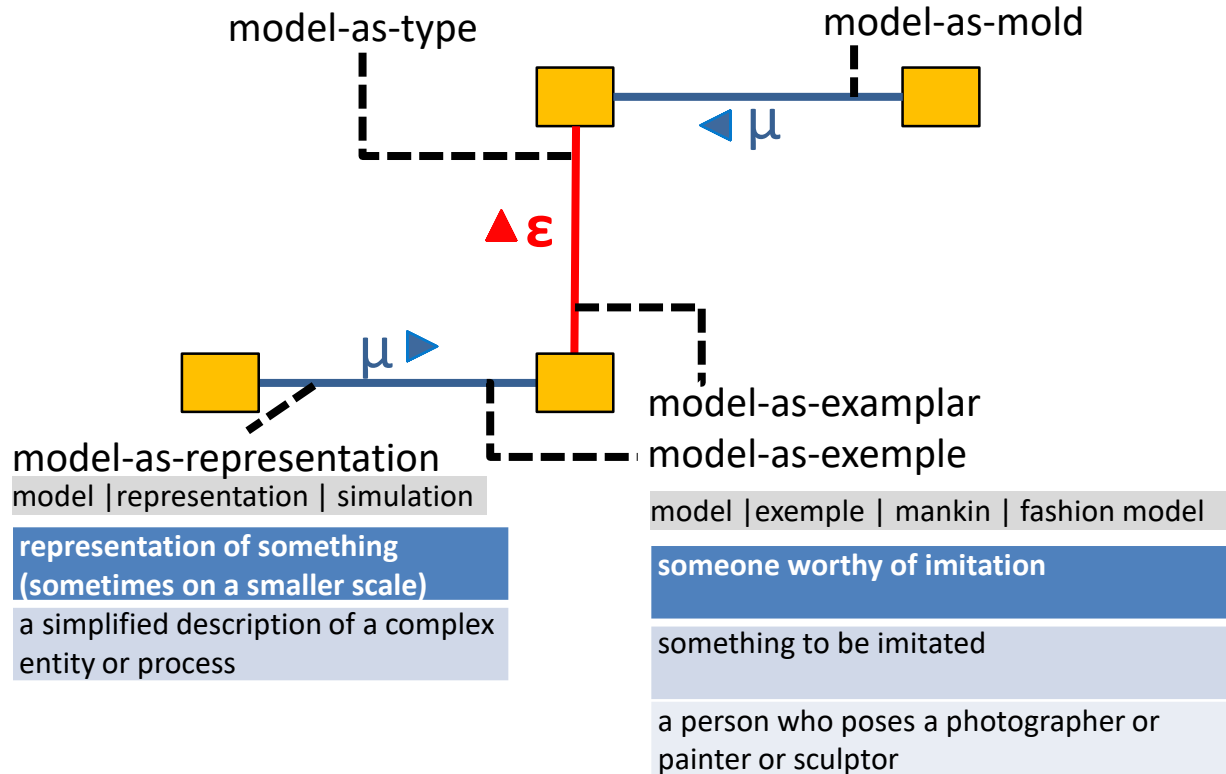 model-as-type
model-as-mold
μ
ε
μ
model-as-examplar
model-as-exemple
model-as-representation
model |representation | simulation
representation of something
(sometimes on a smaller scale)
a simplified description of a complex
entity or process
model |exemple | mankin | fashion model
someone worthy of imitation
something to be imitated
a person who poses a photographer or
painter or sculptor